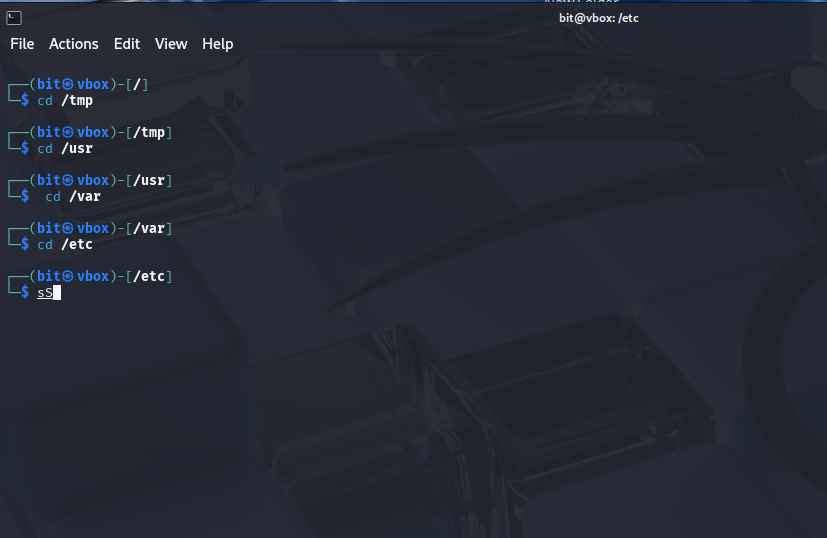 bit@vbox: /etc
File Actions Edit View Help
┌──(bit㉿vbox)-[/]
└─$ cd /tmp
┌──(bit㉿vbox)-[/tmp]
└─$ cd /usr
┌──(bit㉿vbox)-[/usr]
└─$  cd /var
┌──(bit㉿vbox)-[/var]
└─$ cd /etc
┌──(bit㉿vbox)-[/etc]
└─$ sS